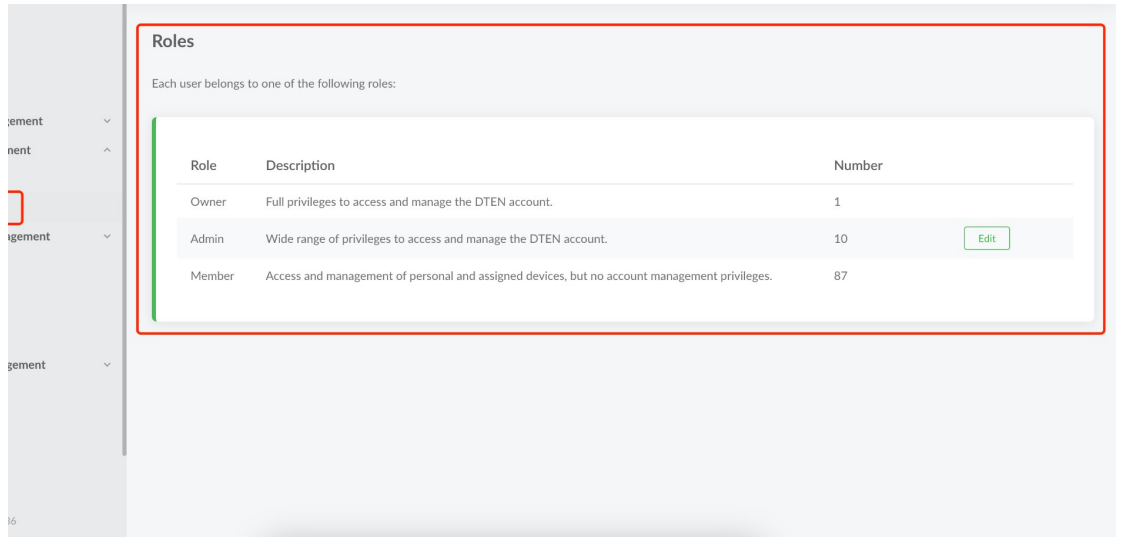 Roles
Each user belongs to one of the following roles:
Role Description Number
Owner Full privileges to access and manage the DTEN account. 1
Admin Wide range of privileges to access and manage the DTEN account. 10 Edit
Member Access and management of personal and assigned devices, but no account management privileges. 87